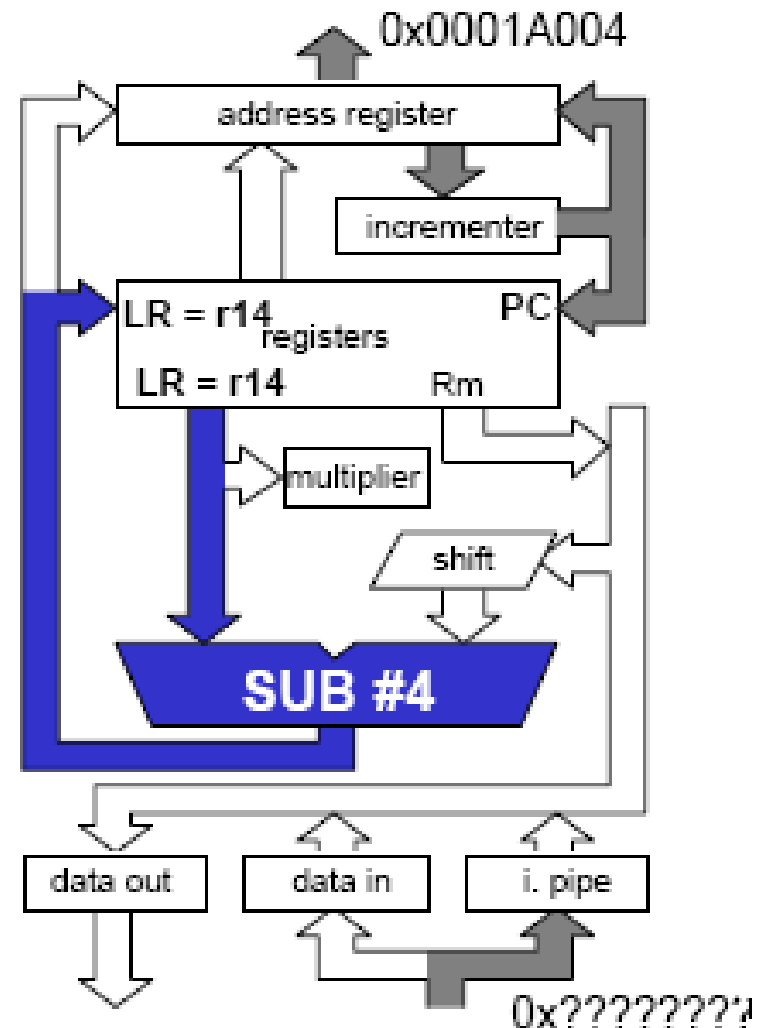 0x0001A004
address register
incrementer
LR = r14 PC
registers
LR = r14 Rm
multiplier
shift
SUB #4
data out data in i. pipe
0x????????